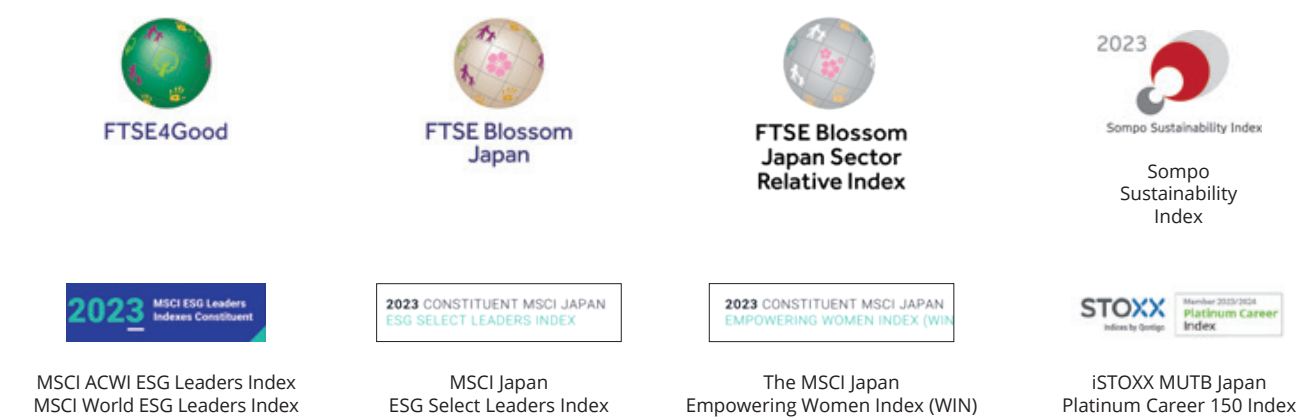 FTSE4Good
FTSE Blossom
Japan
FTSE Blossom
Japan Sector
Relative Index
2023
Sompo Sustainability Index
Sompo
Sustainability
Index
2023 MSCI ESG Leaders
Indexes Constituent
MSCI ACWI ESG Leaders Index
MSCI World ESG Leaders Index
2023 CONSTITUENT MSCI JAPAN
ESG SELECT LEADERS INDEX
MSCI Japan
ESG Select Leaders Index
2023 CONSTITUENT MSCI JAPAN
EMPOWERING WOMEN INDEX (WIN
The MSCI Japan
Empowering Women Index (WIN)
STOXX
Indices by Qontigo
Member 2023/2024
Platinum Career
Index
iSTOXX MUTB Japan
Platinum Career 150 Index